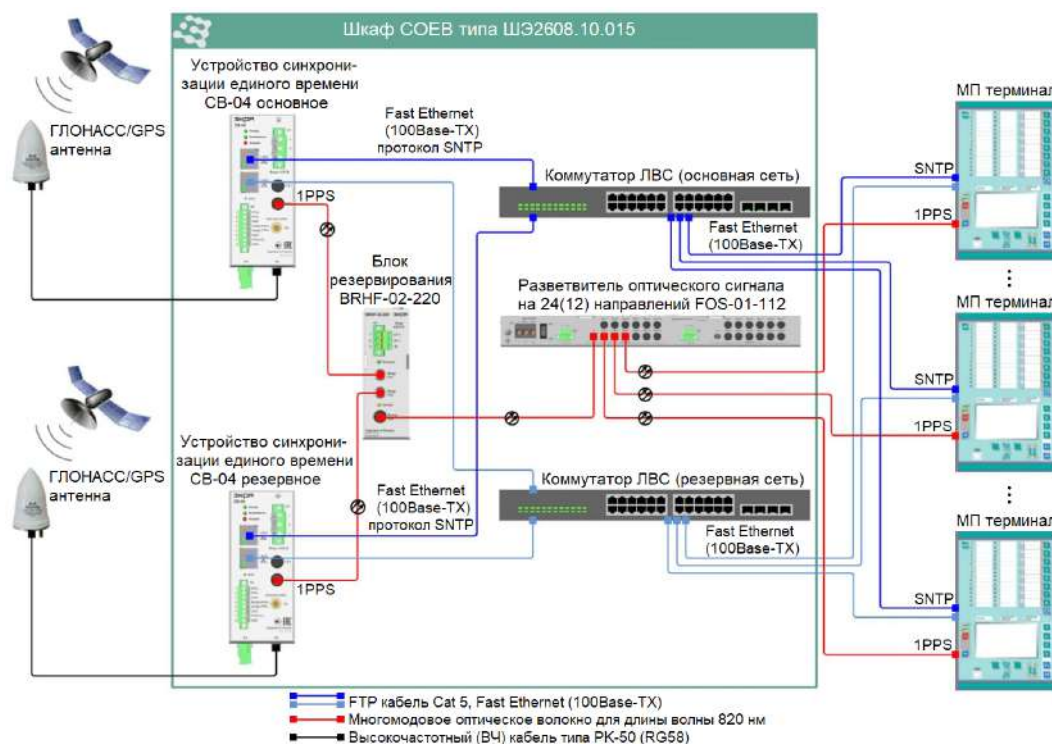 Шкаф СОЕВ типа ШЭ2608.10.015
Устройство синхрони-
зации единого времени
СВ-04 основное
ГЛОНАСС/GPS
антенна
Fast Ethernet
(100Base-TX)
протокол SNTP
1PPS
Коммутатор ЛВС (основная сеть)
Fast Ethernet
(100Base-TX)
МП терминал
SNTP
1PPS
Блок
резервирования
BRHF-02-220
Разветвитель оптического сигнала
на 24(12) направлений FOS-01-112
МП терминал
SNTP
1PPS
ГЛОНАСС/GPS
антенна
Устройство синхрони-
зации единого времени
СВ-04 резервное
Fast Ethernet
(100Base-TX)
протокол SNTP
1PPS
Коммутатор ЛВС (резервная сеть)
Fast Ethernet
(100Base-TX)
МП терминал
SNTP
1PPS
FTP кабель Cat 5, Fast Ethernet (100Base-TX)
Многомодовое оптическое волокно для длины волны 820 нм
Высокочастотный (ВЧ) кабель типа РК-50 (RG58)